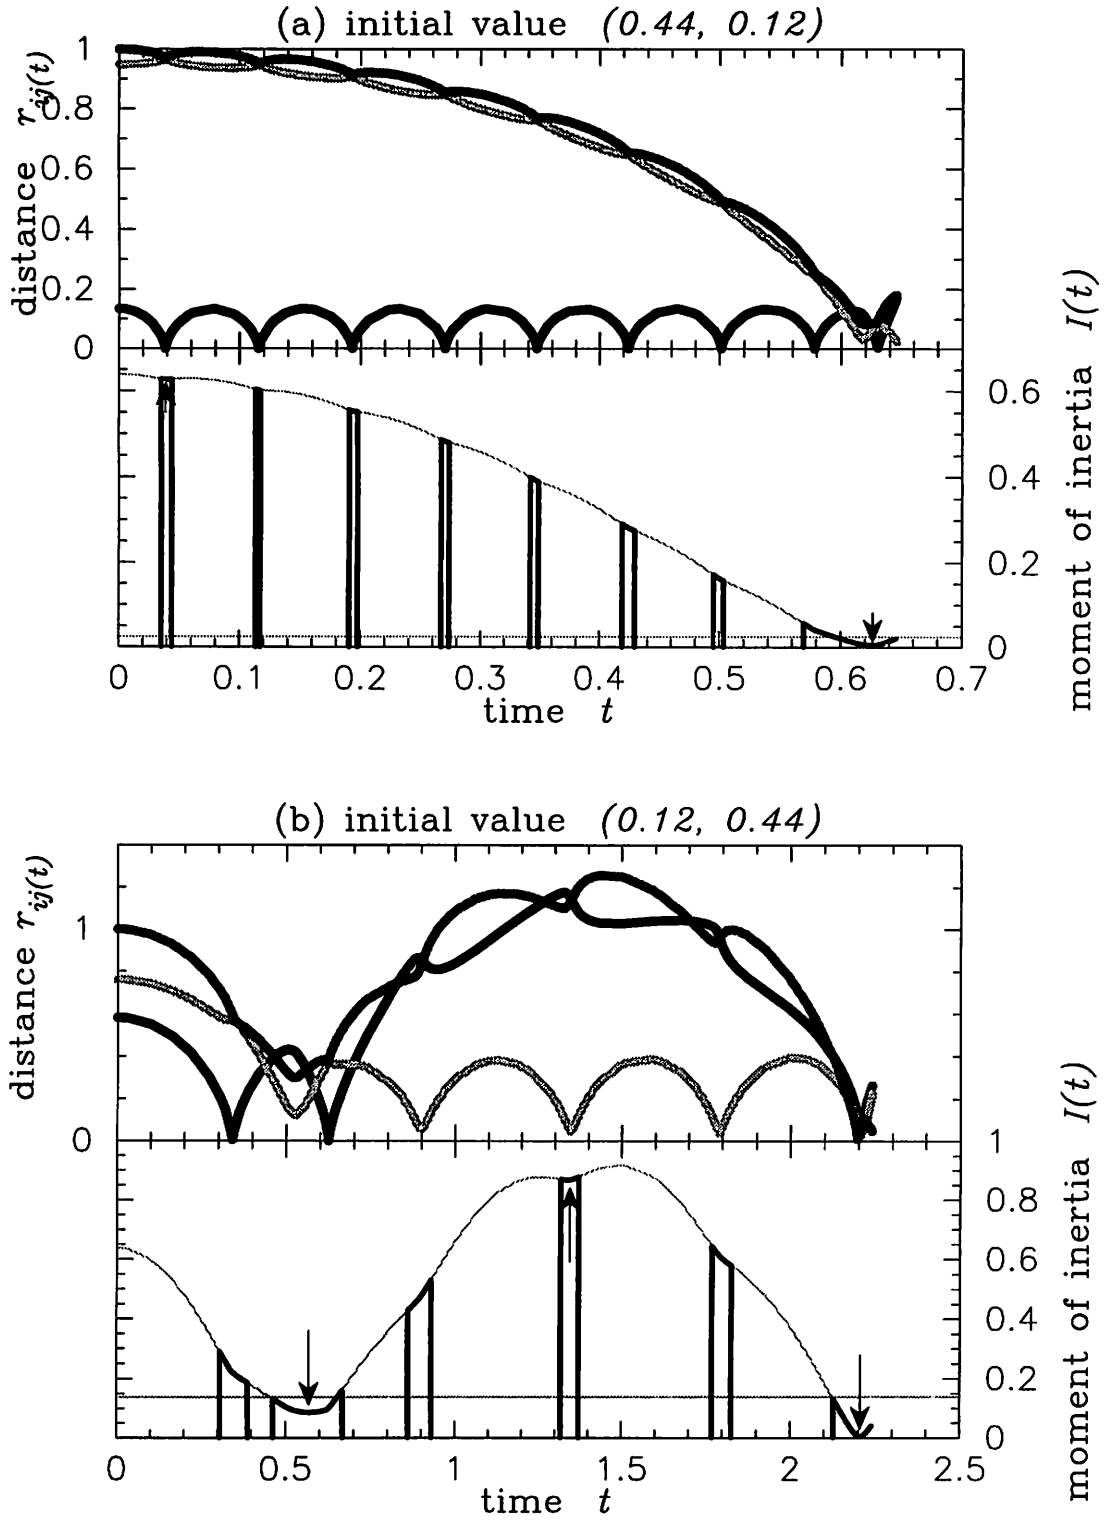 (a) initial value (0.44, 0.12)
distance r_ij(t)
1
0.8
0.6
0.4
0.2
0
moment of inertia I(t)
0.6
0.4
0.2
0
0 0.1 0.2 0.3 0.4 0.5 0.6 0.7
time t
(b) initial value (0.12, 0.44)
distance r_ij(t)
1
0
moment of inertia I(t)
1
0.8
0.6
0.4
0.2
0
0 0.5 1 1.5 2 2.5
time t